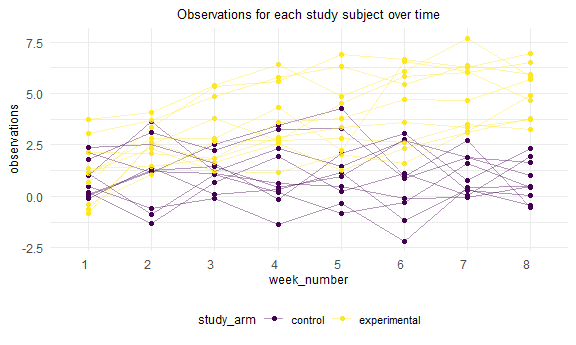 Observations for each study subject over time
7.5
5.0
2.5
0.0
-2.5
observations
1 2 3 4 5 6 7 8
week_number
study_arm control experimental